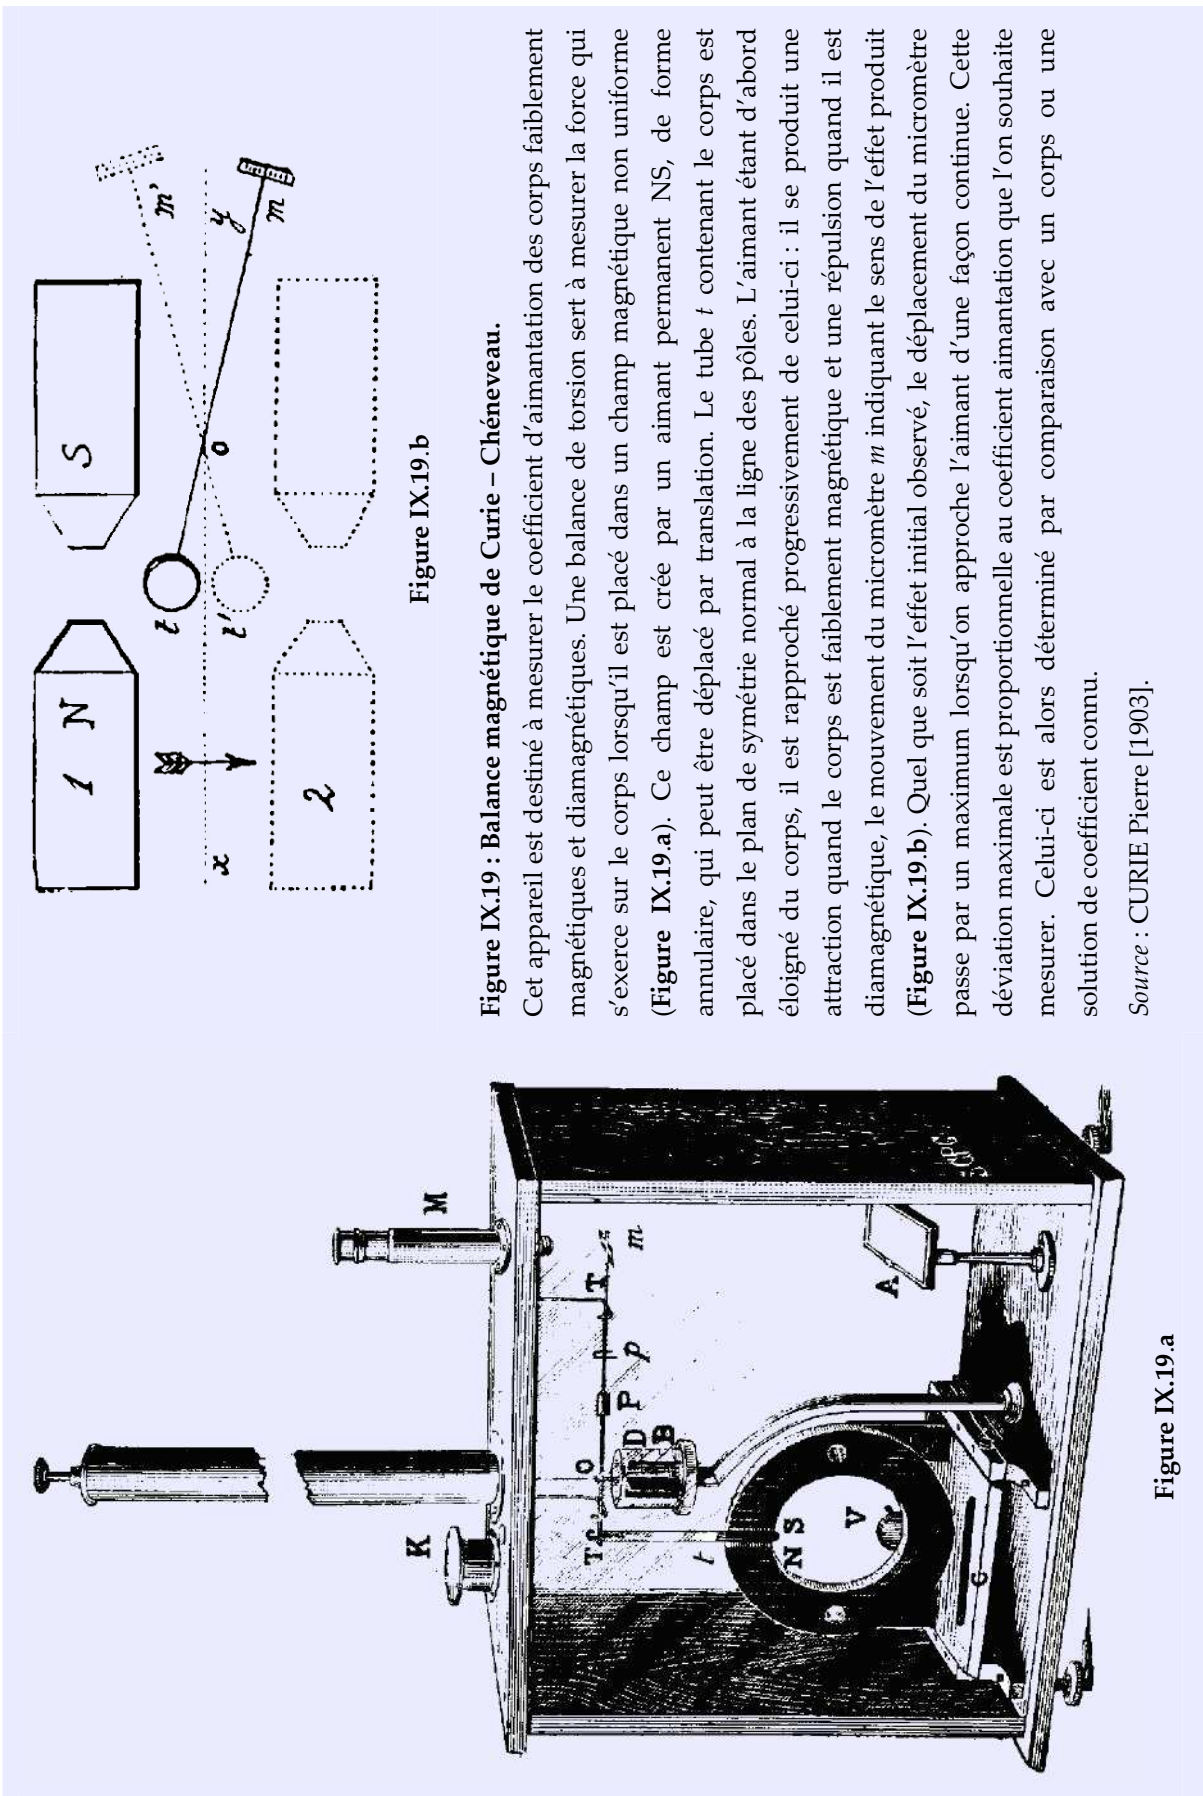 K
M
T
O
T
D
P
p
B
m
t
N S
V
A
C
Figure IX.19.a
1 N
S
t
t'
o
m'
y
m
x
2
Figure IX.19.b
Figure IX.19 : Balance magnétique de Curie – Chéneveau.
Cet appareil est destiné à mesurer le coefficient d'aimantation des corps faiblement
magnétiques et diamagnétiques. Une balance de torsion sert à mesurer la force qui
s'exerce sur le corps lorsqu'il est placé dans un champ magnétique non uniforme
(Figure IX.19.a). Ce champ est crée par un aimant permanent NS, de forme
annulaire, qui peut être déplacé par translation. Le tube t contenant le corps est
placé dans le plan de symétrie normal à la ligne des pôles. L'aimant étant d'abord
éloigné du corps, il est rapproché progressivement de celui-ci : il se produit une
attraction quand le corps est faiblement magnétique et une répulsion quand il est
diamagnétique, le mouvement du micromètre m indiquant le sens de l'effet produit
(Figure IX.19.b). Quel que soit l'effet initial observé, le déplacement du micromètre
passe par un maximum lorsqu'on approche l'aimant d'une façon continue. Cette
déviation maximale est proportionnelle au coefficient aimantation que l'on souhaite
mesurer. Celui-ci est alors déterminé par comparaison avec un corps ou une
solution de coefficient connu.
Source : CURIE Pierre [1903].